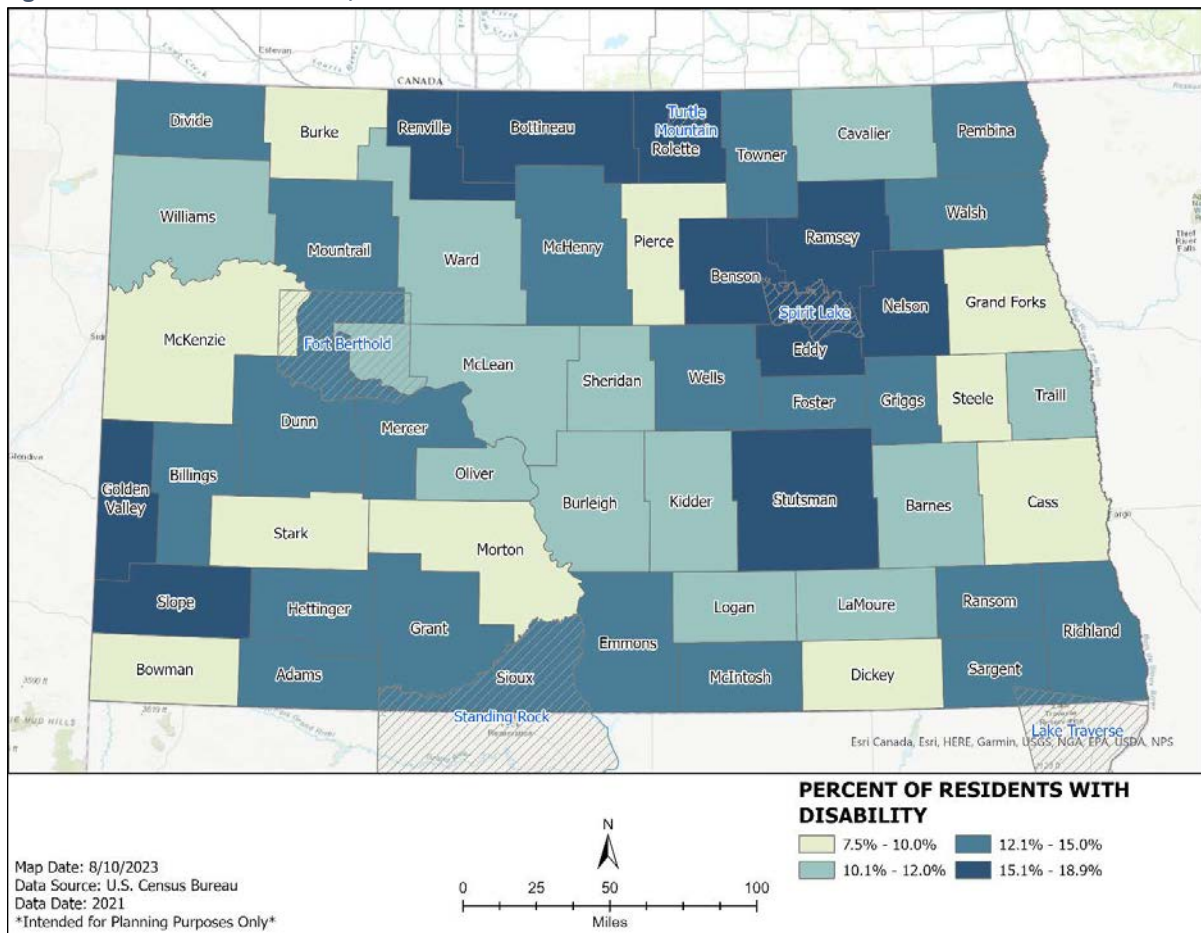 Estevan
CANADA
Divide
Burke
Renville
Bottineau
Turtle
Mountain
Rolette
Towner
Cavalier
Pembina
Williams
Mountrail
Ward
McHenry
Pierce
Benson
Ramsey
Walsh
Thief
River
Falls
Nelson
Grand Forks
Spirit Lake
McKenzie
Fort Berthold
McLean
Sheridan
Wells
Eddy
Foster
Griggs
Steele
Traill
Dunn
Mercer
Oliver
Glendive
Golden
Valley
Billings
Burleigh
Kidder
Stutsman
Barnes
Cass
Stark
Morton
Slope
Hettinger
Grant
Emmons
Logan
LaMoure
Ransom
Richland
Bowman
Adams
Sioux
McIntosh
Dickey
Sargent
Standing Rock
Reservation
Lake Traverse
Reservation
Esri Canada, Esri, HERE, Garmin, USGS, NGA, EPA, USDA, NPS
PERCENT OF RESIDENTS WITH
DISABILITY
7.5% - 10.0%
12.1% - 15.0%
10.1% - 12.0%
15.1% - 18.9%
N
0 25 50 100
Miles
Map Date: 8/10/2023
Data Source: U.S. Census Bureau
Data Date: 2021
*Intended for Planning Purposes Only*